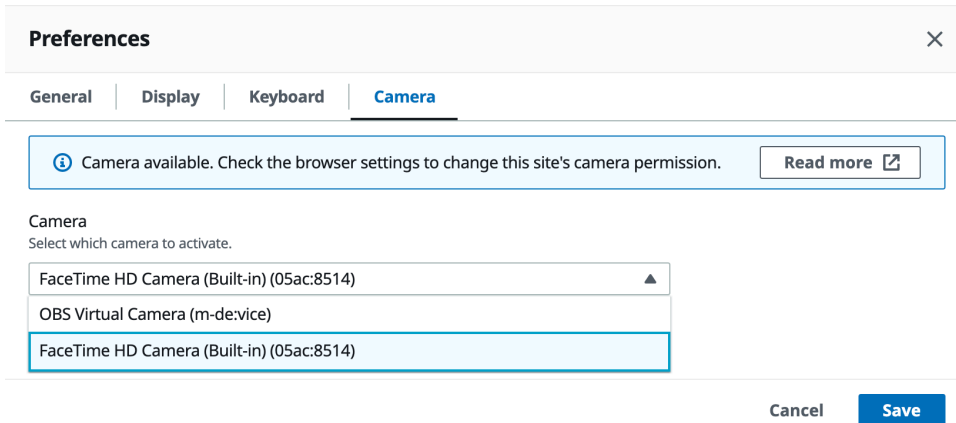 Preferences
General
Display
Keyboard
Camera
Camera available. Check the browser settings to change this site's camera permission.
Read more
Camera
Select which camera to activate.
FaceTime HD Camera (Built-in) (05ac:8514)
OBS Virtual Camera (m-de:vice)
FaceTime HD Camera (Built-in) (05ac:8514)
Cancel
Save